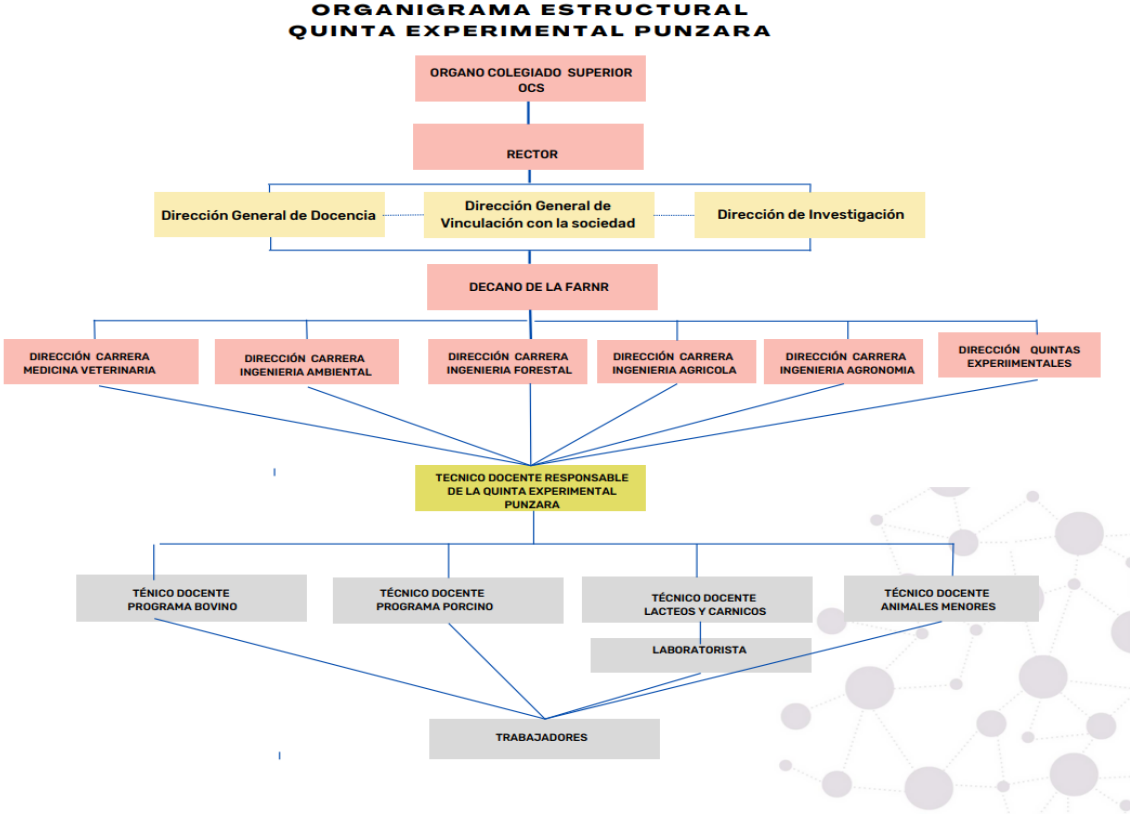 ORGANIGRAMA ESTRUCTURAL
QUINTA EXPERIMENTAL PUNZARA
ORGANO COLEGIADO SUPERIOR
OCS
RECTOR
Dirección General de Docencia
Dirección General de
Vinculación con la sociedad
Dirección de Investigación
DECANO DE LA FARNR
DIRECCIÓN CARRERA
MEDICINA VETERINARIA
DIRECCIÓN CARRERA
INGENIERIA AMBIENTAL
DIRECCIÓN CARRERA
INGENIERIA FORESTAL
DIRECCIÓN CARRERA
INGENIERIA AGRICOLA
DIRECCIÓN CARRERA
INGENIERIA AGRONOMIA
DIRECCIÓN QUINTAS
EXPERIIMENTALES
TECNICO DOCENTE RESPONSABLE
DE LA QUINTA EXPERIMENTAL
PUNZARA
TÉNICO DOCENTE
PROGRAMA BOVINO
TÉCNICO DOCENTE
PROGRAMA PORCINO
TÉCNICO DOCENTE
LACTEOS Y CARNICOS
TÉCNICO DOCENTE
ANIMALES MENORES
LABORATORISTA
TRABAJADORES